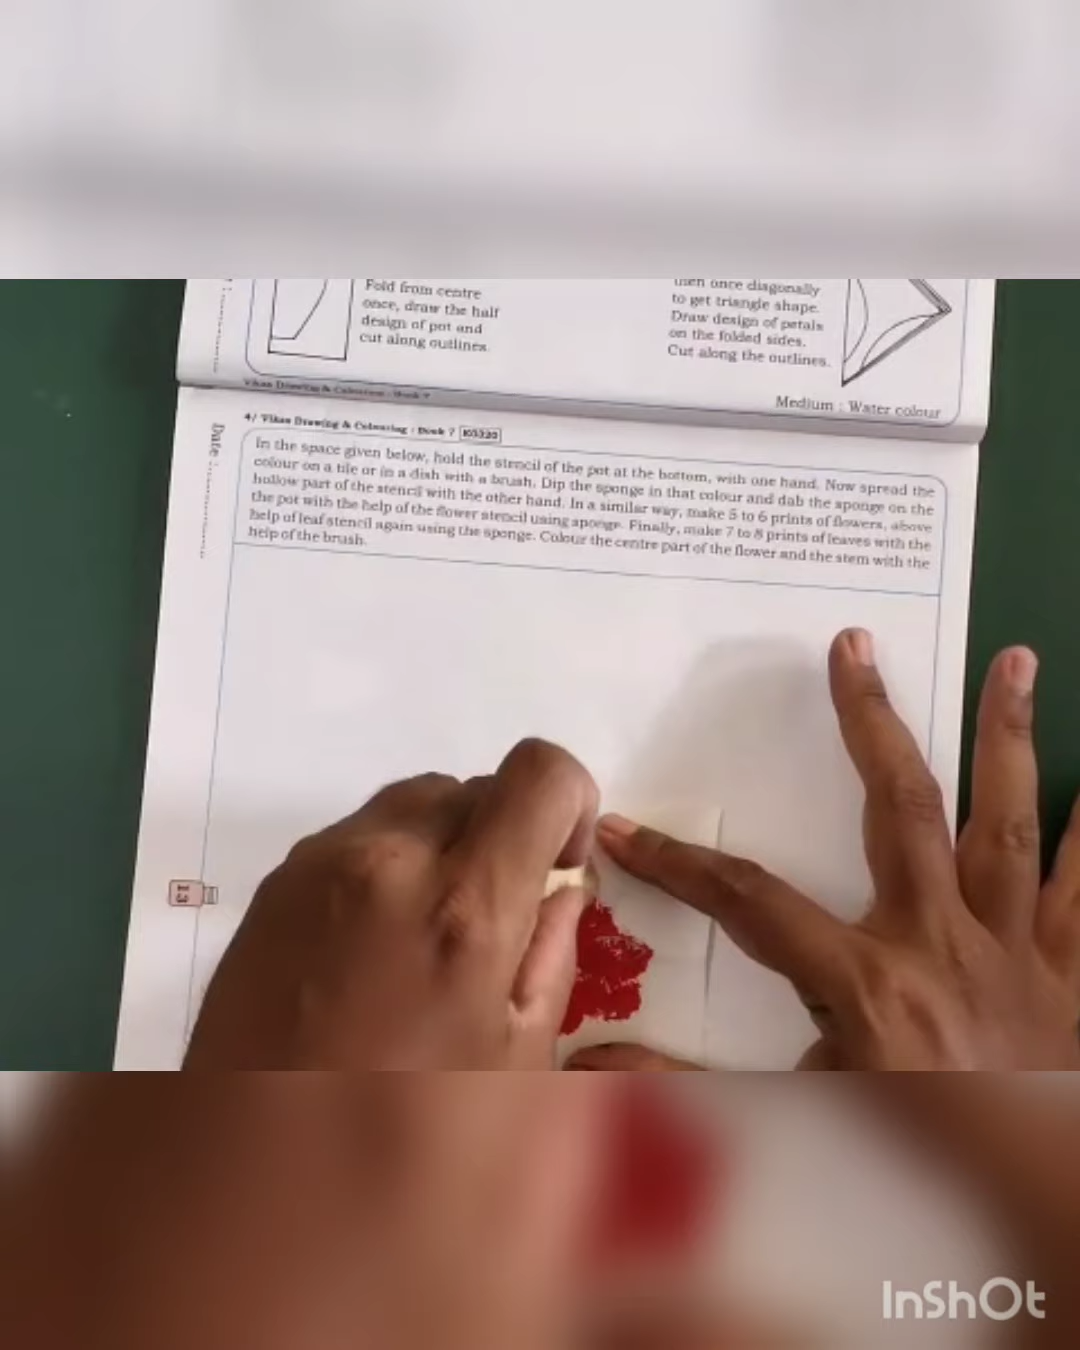 Fold from centre
once, draw the half
design of pot and
cut along outlines.
then once diagonally
to get triangle shape.
Draw design of petals
on the folded sides.
Cut along the outlines.
Vikas Drawing & Colouring : Book 7
Medium : Water colour
4/ Vikas Drawing & Colouring : Book 7 K0320
Date :
In the space given below, hold the stencil of the pot at the bottom, with one hand. Now spread the
colour on a tile or in a dish with a brush. Dip the sponge in that colour and dab the sponge on the
hollow part of the stencil with the other hand. In a similar way, make 5 to 6 prints of flowers, above
the pot with the help of the flower stencil using sponge. Finally, make 7 to 8 prints of leaves with the
help of leaf stencil again using the sponge. Colour the centre part of the flower and the stem with the
help of the brush.
13
InShOt